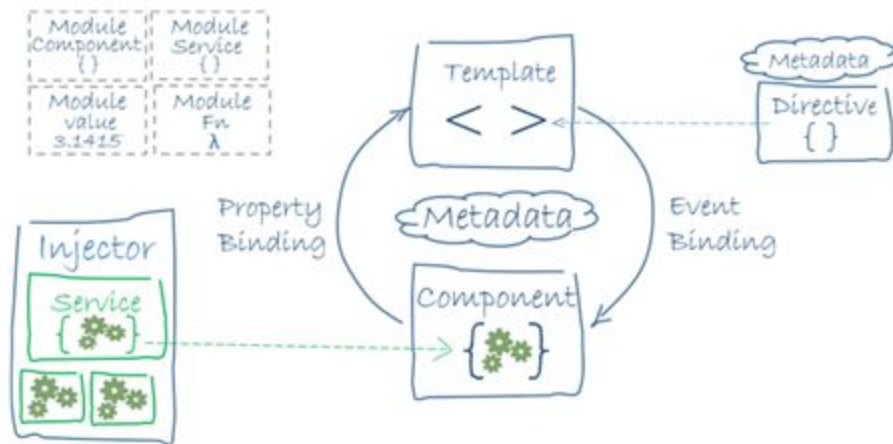 Module
Component
{ }
Module
Service
{ }
Module
value
3.1415
Module
Fn
λ
Template
< >
Metadata
Directive
{ }
Property
Binding
Metadata
Event
Binding
Injector
Service
{ }
Component
{ }